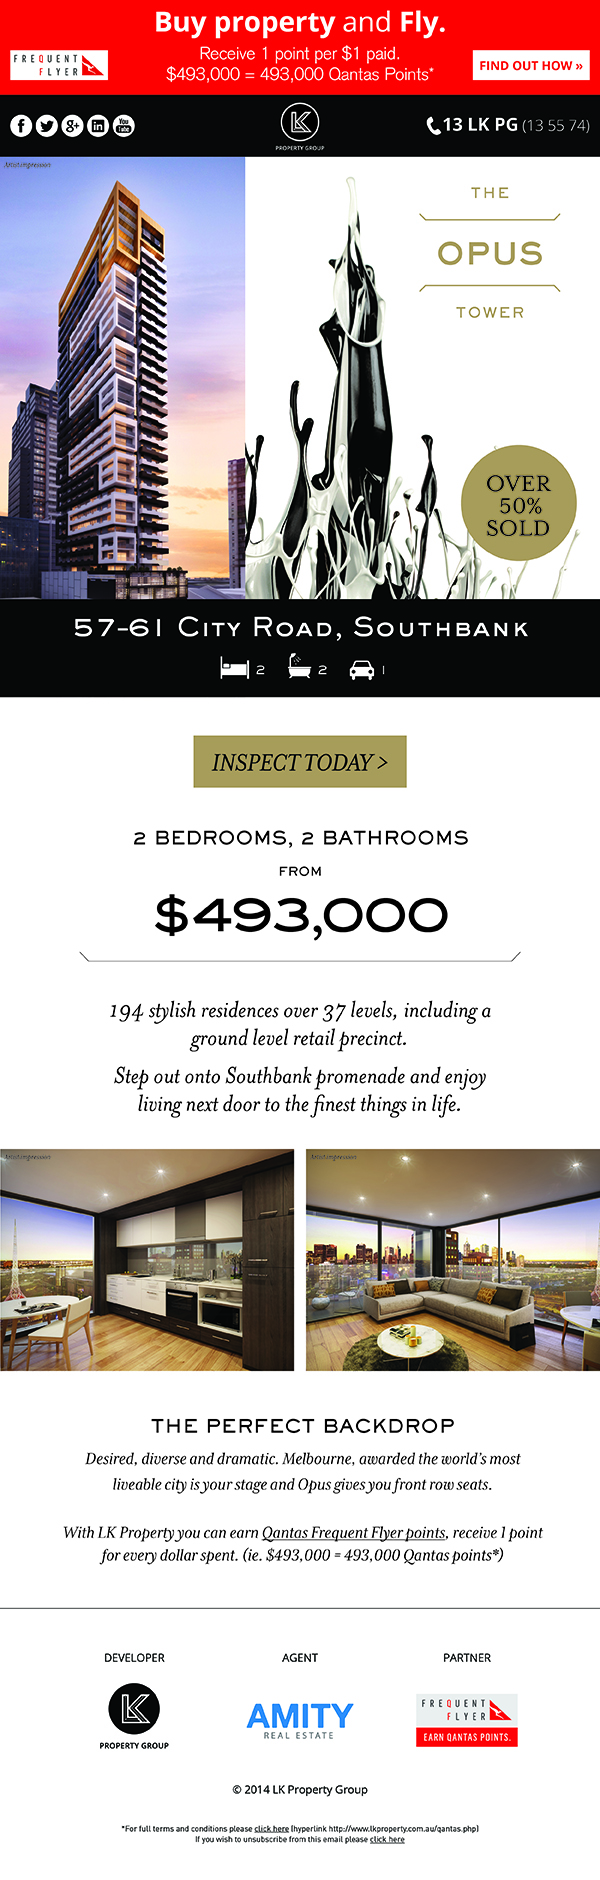 Buy property and Fly.
Receive 1 point per $1 paid.
$493,000 = 493,000 Qantas Points*
FREQUENT
FLYER
FIND OUT HOW »
You
Tube
LK
PROPERTY GROUP
13 LK PG (13 55 74)
Artist impression
THE
OPUS
TOWER
OVER
50%
SOLD
57-61 City Road, Southbank
2 2 1
INSPECT TODAY >
2 BEDROOMS, 2 BATHROOMS
FROM
$493,000
194 stylish residences over 37 levels, including a
ground level retail precinct.
Step out onto Southbank promenade and enjoy
living next door to the finest things in life.
Artist impression
Artist impression
THE PERFECT BACKDROP
Desired, diverse and dramatic. Melbourne, awarded the world's most
liveable city is your stage and Opus gives you front row seats.
With LK Property you can earn Qantas Frequent Flyer points, receive 1 point
for every dollar spent. (ie. $493,000 = 493,000 Qantas points*)
DEVELOPER
AGENT
PARTNER
LK
PROPERTY GROUP
AMITY
REAL ESTATE
FREQUENT
FLYER
EARN QANTAS POINTS.
© 2014 LK Property Group
*For full terms and conditions please click here (hyperlink http://www.lkproperty.com.au/qantas.php)
If you wish to unsubscribe from this email please click here